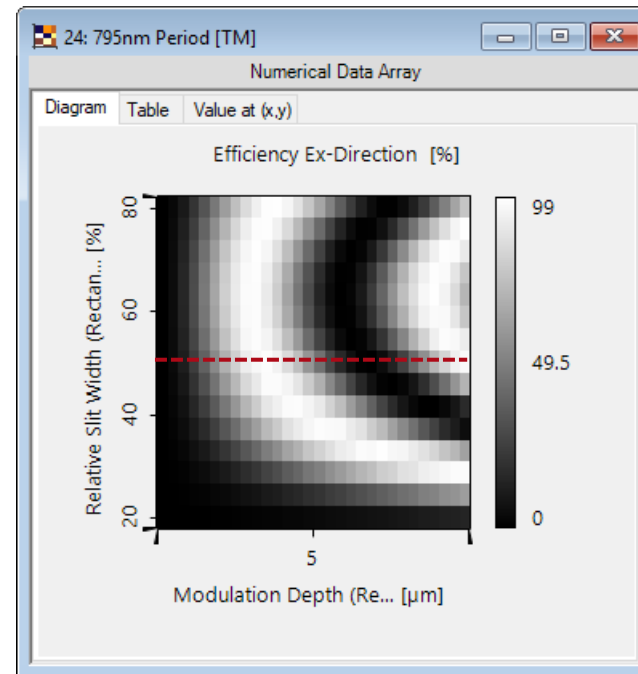 24: 795nm Period [TM]
Numerical Data Array
Diagram Table Value at (x,y)
Efficiency Ex-Direction [%]
Relative Slit Width (Rectan... [%]
80
60
40
20
5
Modulation Depth (Re... [µm]
99
49.5
0